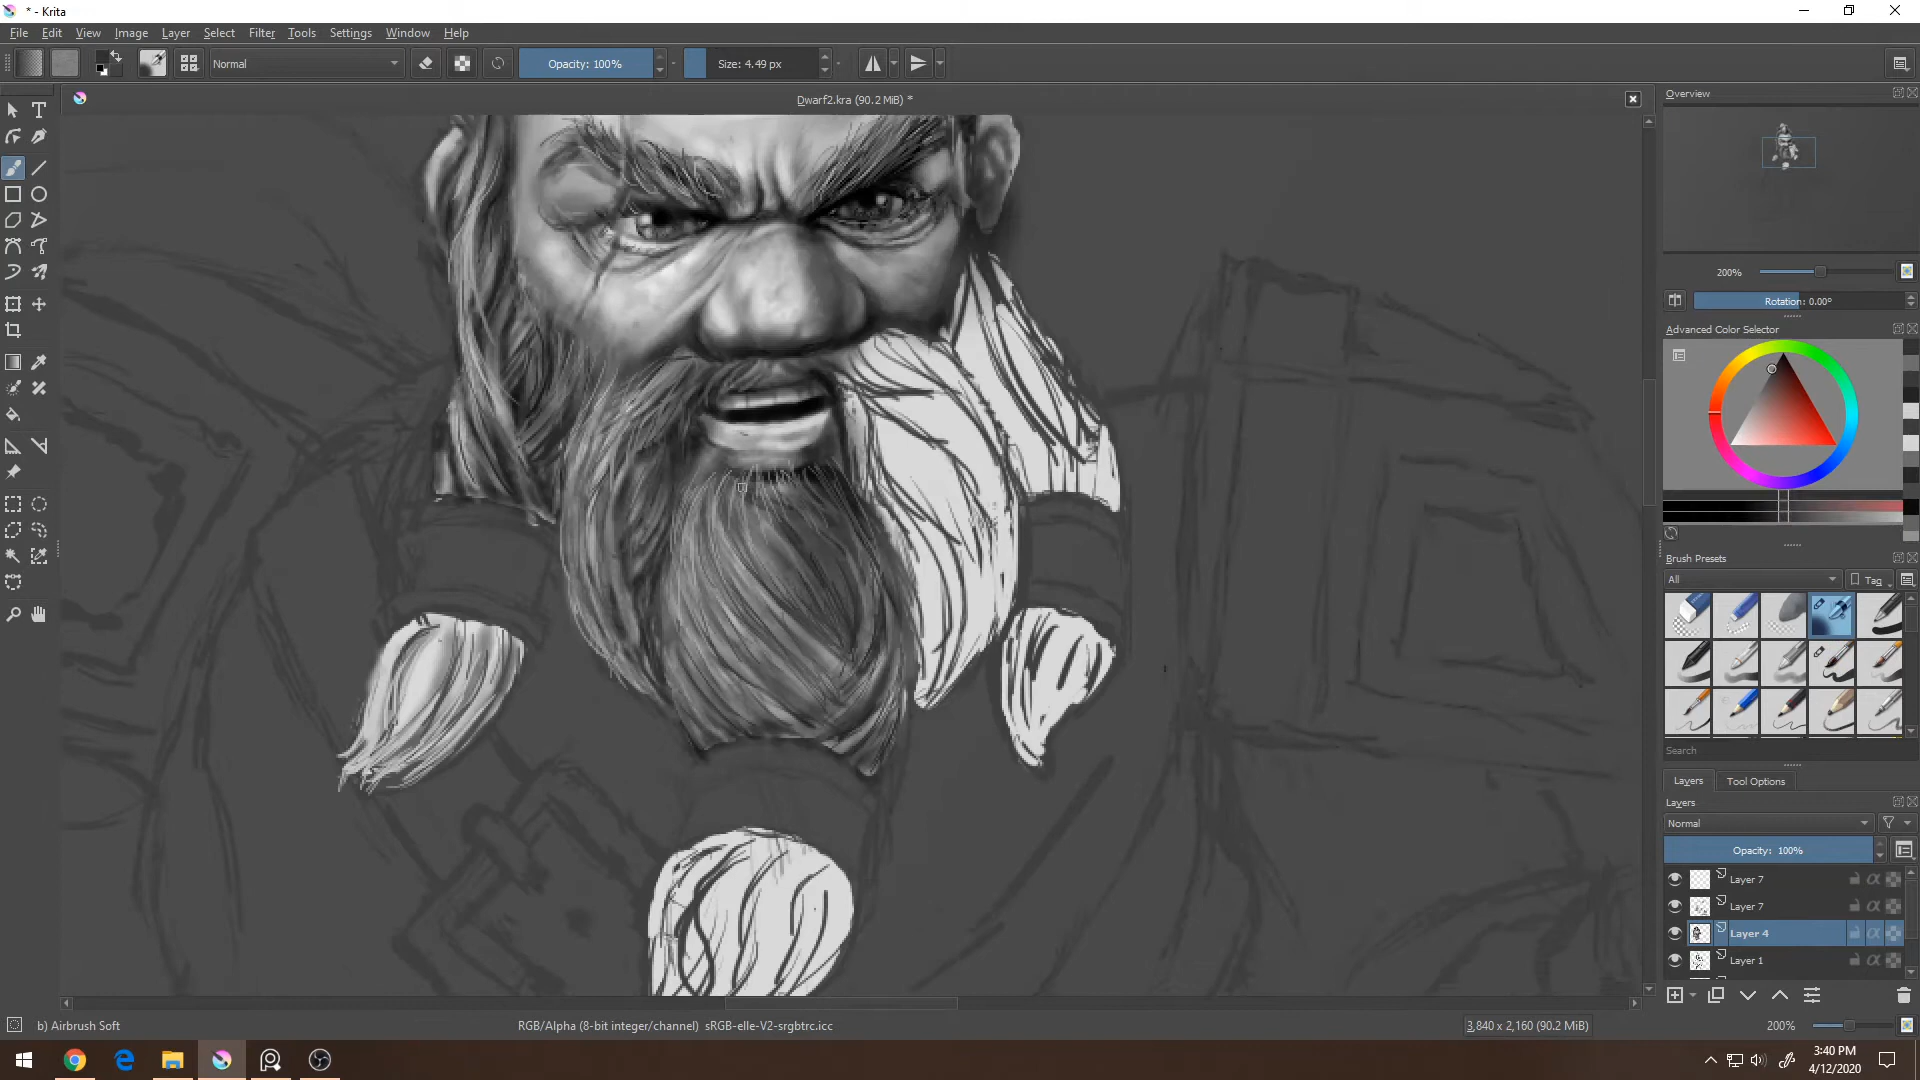 * - Krita
File Edit View Image Layer Select Filter Tools Settings Window Help
Normal
Opacity: 100%
Size: 4.49 px
Dwarf2.kra (90.2 MiB) *
Overview
200%
Rotation: 0.00°
Advanced Color Selector
Brush Presets
All
Tag
Search
Layers
Tool Options
Layers
Normal
Opacity: 100%
Layer 7
Layer 7
Layer 4
Layer 1
b) Airbrush Soft
RGB/Alpha (8-bit integer/channel) sRGB-elle-V2-srgbtrc.icc
3,840 x 2,160 (90.2 MiB)
200%
3:40 PM
4/12/2020